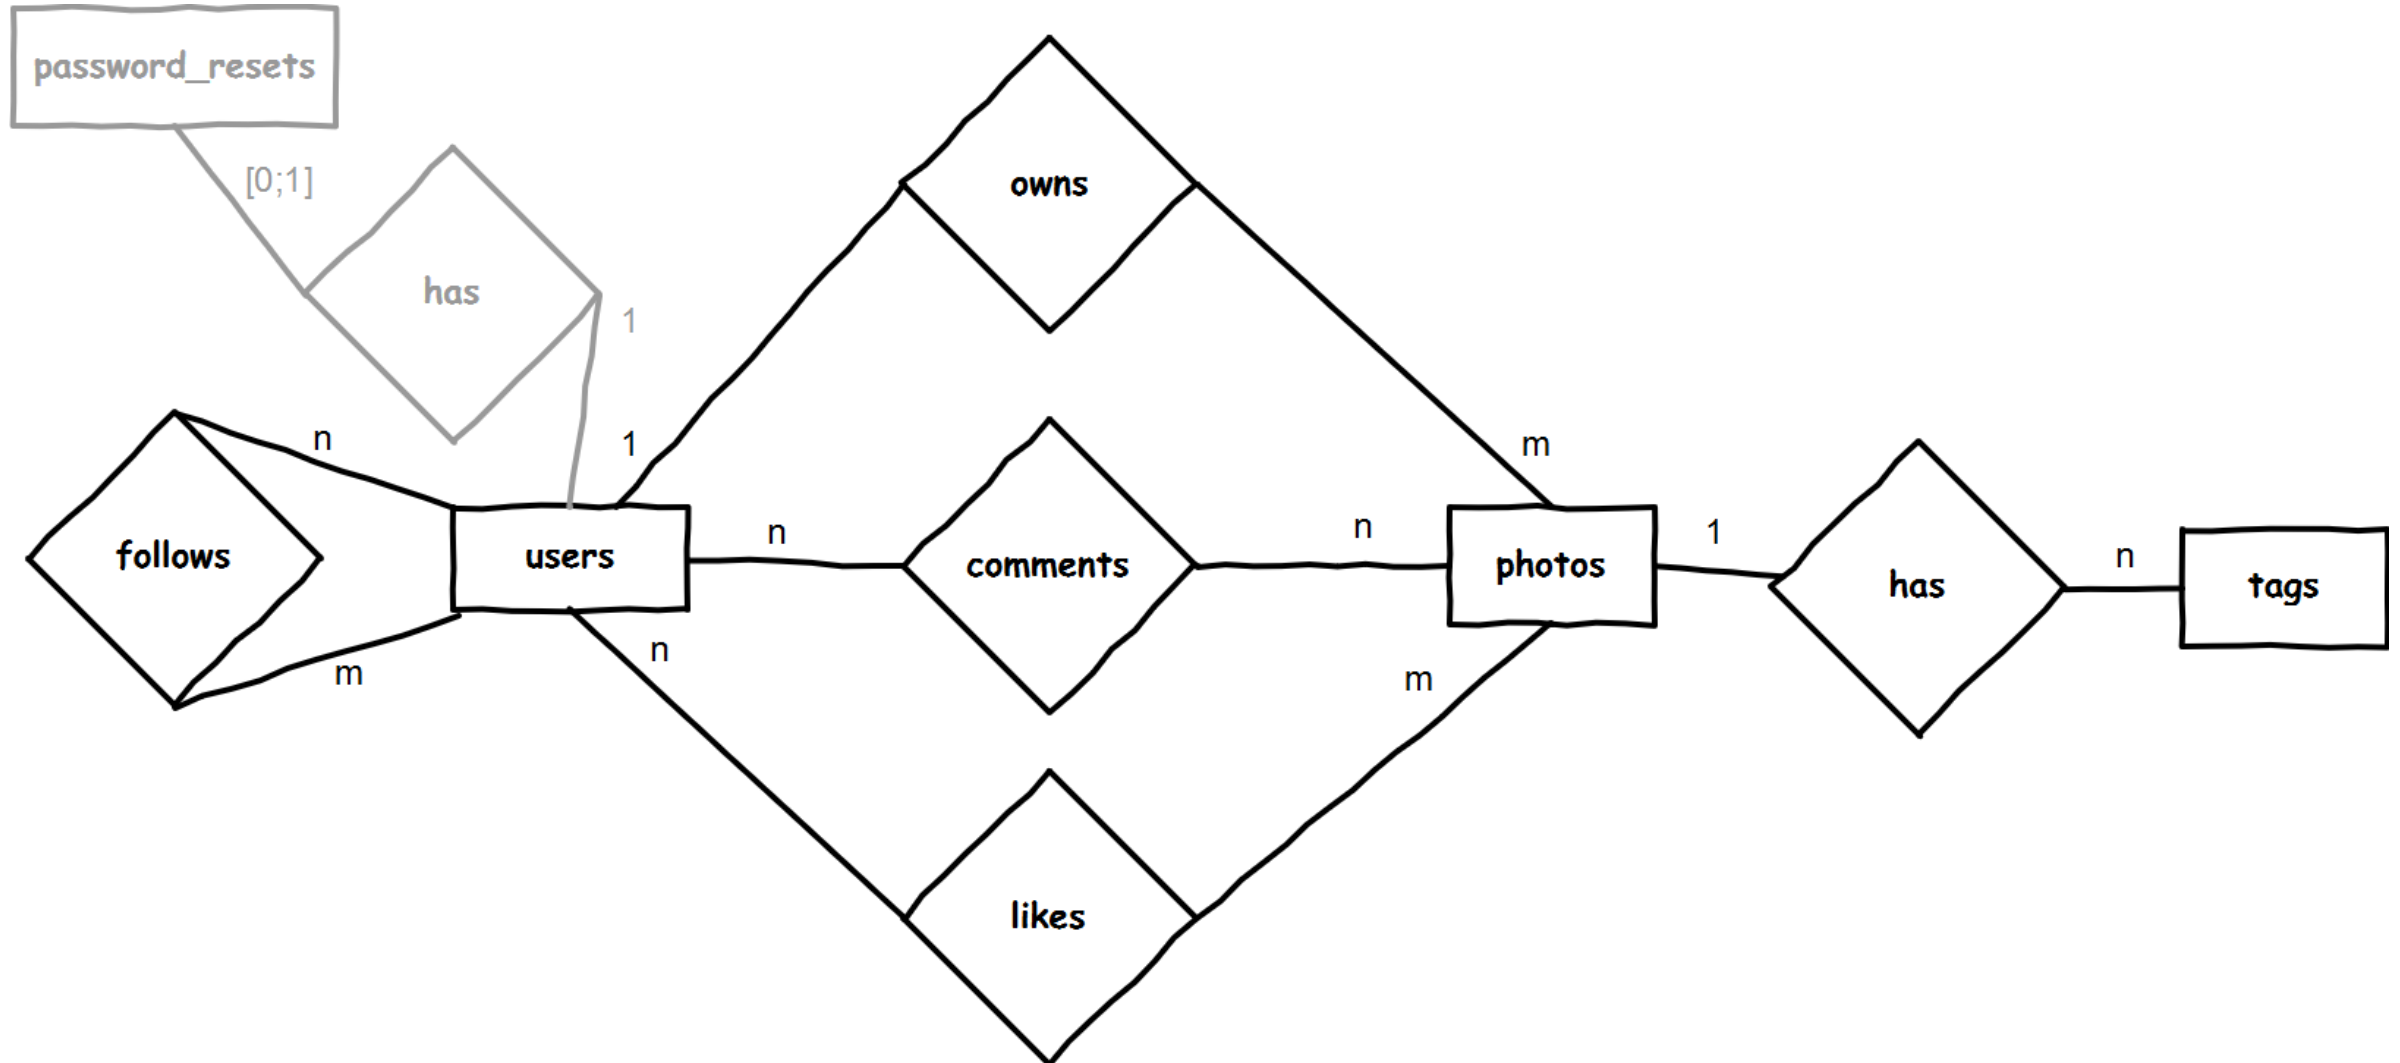 password_resets
[0;1]
has
1
owns
1
m
n
follows
m
users
n
comments
n
photos
1
has
n
tags
n
m
likes